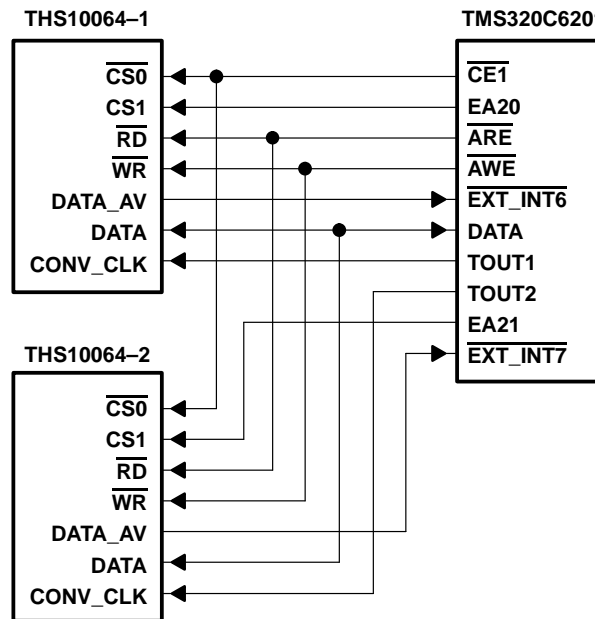 THS10064–1
CS0
CS1
RD
WR
DATA_AV
DATA
CONV_CLK
TMS320C6201
CE1
EA20
ARE
AWE
EXT_INT6
DATA
TOUT1
TOUT2
EA21
EXT_INT7
THS10064–2
CS0
CS1
RD
WR
DATA_AV
DATA
CONV_CLK